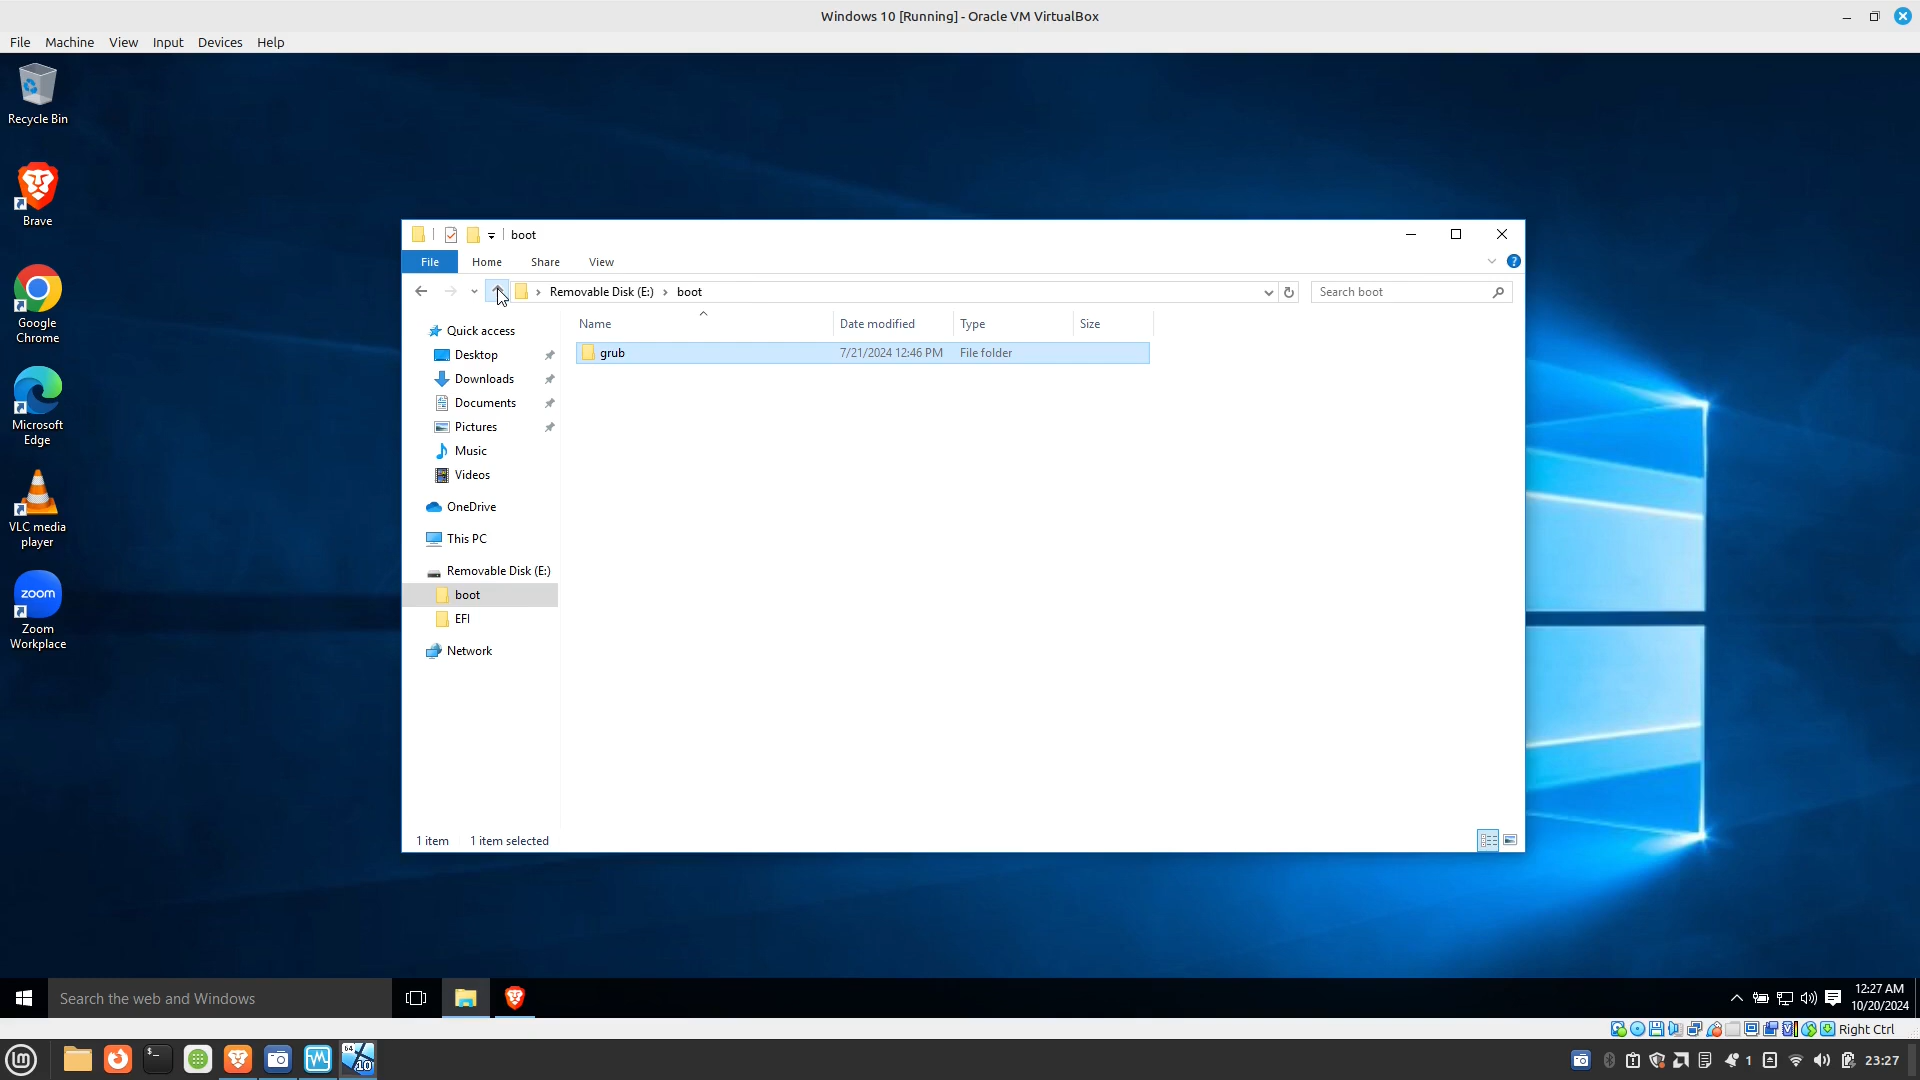 Windows 10 [Running] - Oracle VM VirtualBox
File Machine View Input Devices Help
Recycle Bin
Brave
Google
Chrome
Microsoft
Edge
VLC media
player
zoom
Zoom
Workplace
boot
File Home Share View
Removable Disk (E:) boot
Search boot
Name Date modified Type Size
grub 7/21/2024 12:46 PM File folder
Quick access
Desktop
Downloads
Documents
Pictures
Music
Videos
OneDrive
This PC
Removable Disk (E:)
boot
EFI
Network
1 item 1 item selected
Search the web and Windows
12:27 AM
10/20/2024
Right Ctrl
64
10
1
23:27